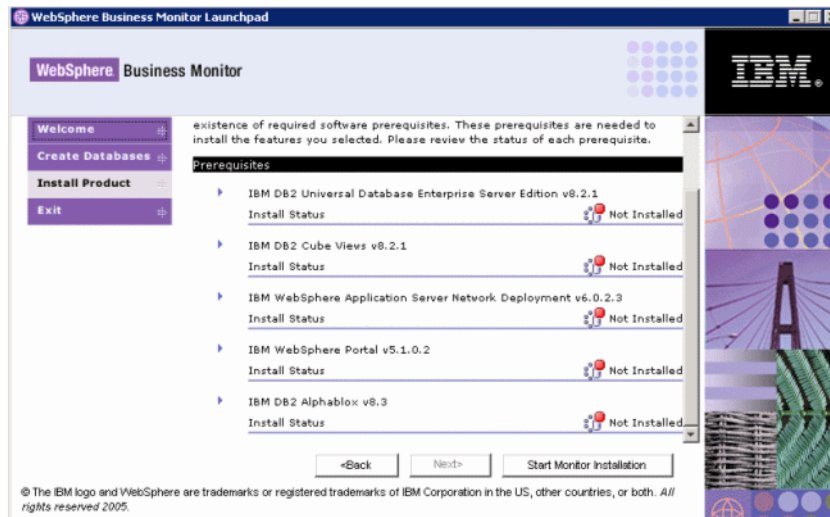 WebSphere Business Monitor Launchpad
WebSphere. Business Monitor
IBM.
Welcome
Create Databases
Install Product
Exit
existence of required software prerequisites. These prerequisites are needed to
install the features you selected. Please review the status of each prerequisite.
Prerequisites
IBM DB2 Universal Database Enterprise Server Edition v8.2.1
Install Status Not Installed
IBM DB2 Cube Views v8.2.1
Install Status Not Installed
IBM WebSphere Application Server Network Deployment v6.0.2.3
Install Status Not Installed
IBM WebSphere Portal v5.1.0.2
Install Status Not Installed
IBM DB2 Alphablox v8.3
Install Status Not Installed
«Back Next» Start Monitor Installation
© The IBM logo and WebSphere are trademarks or registered trademarks of IBM Corporation in the US, other countries, or both. All
rights reserved 2005.